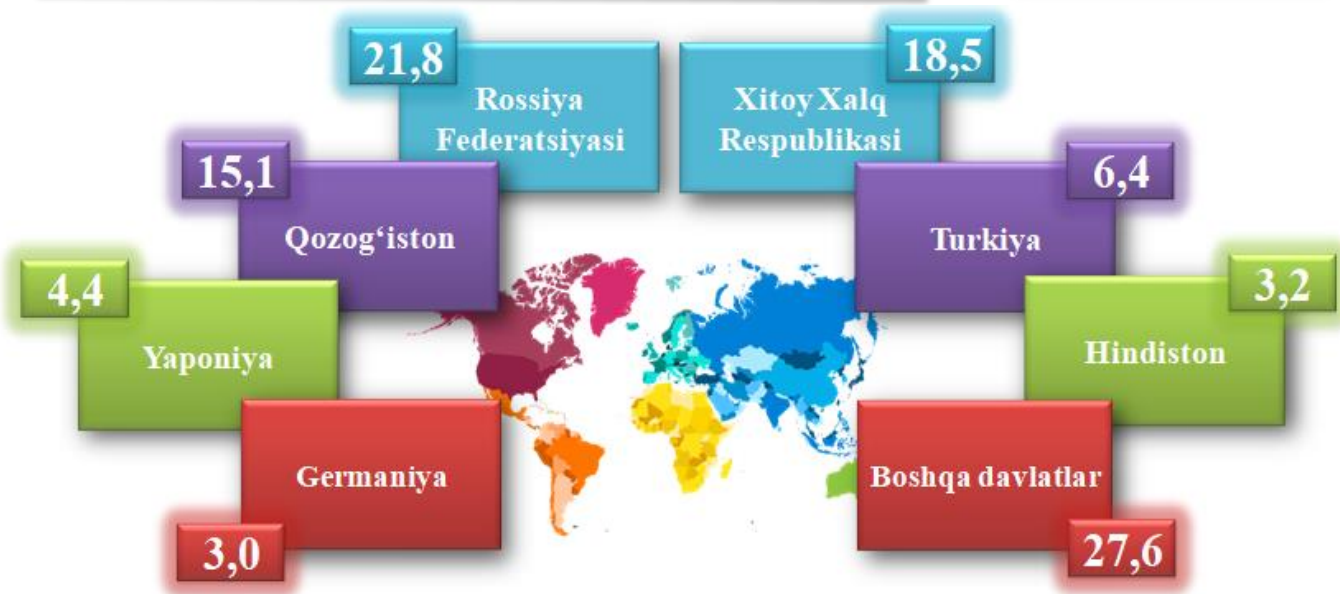 21,8
Rossiya
Federatsiyasi
18,5
Xitoy Xalq
Respublikasi
15,1
Qozog‘iston
6,4
Turkiya
4,4
Yaponiya
3,2
Hindiston
Germaniya
3,0
Boshqa davlatlar
27,6